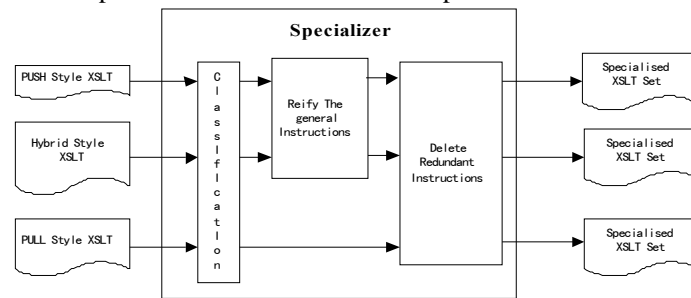 Specializer
PUSH Style XSLT
Hybrid Style
XSLT
PULL Style XSLT
C
l
a
s
s
I
f
I
c
a
t
I
o
n
Reify The
general
Instructions
Delete
Redundant
Instructions
Specialised
XSLT Set
Specialised
XSLT Set
Specialised
XSLT Set